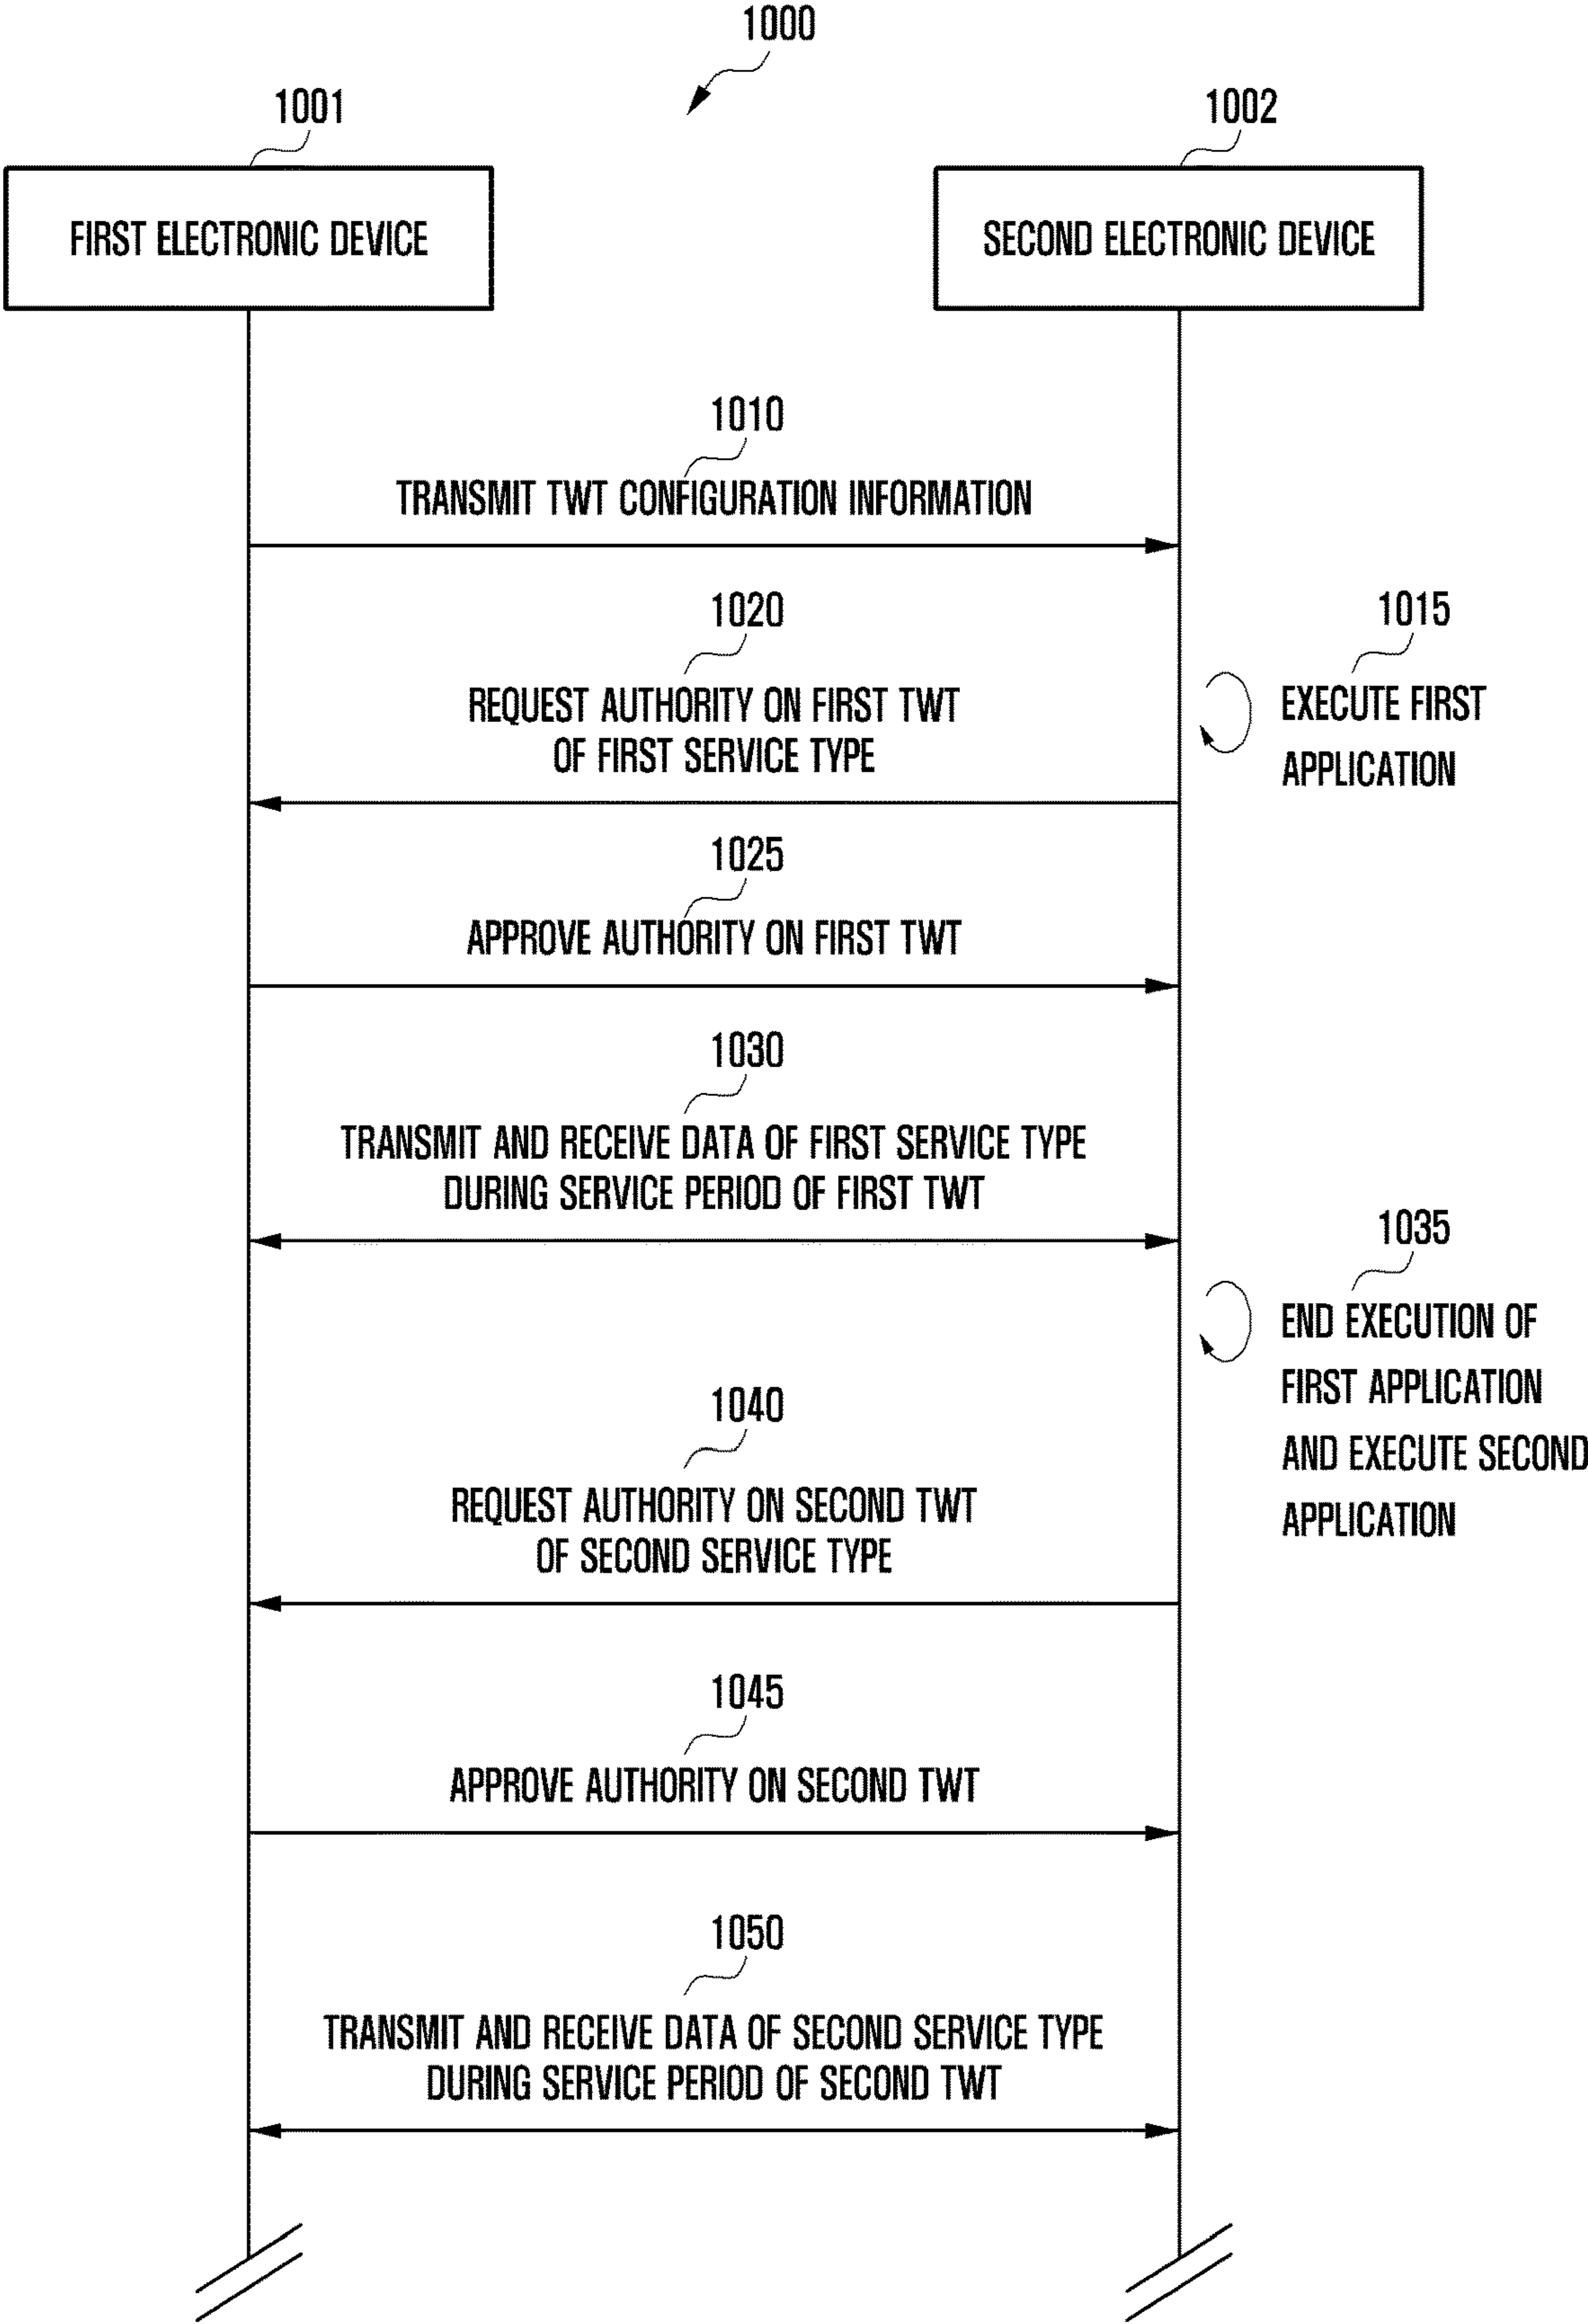 1000
1001
1002
FIRST ELECTRONIC DEVICE
SECOND ELECTRONIC DEVICE
1010
TRANSMIT TWT CONFIGURATION INFORMATION
1020
REQUEST AUTHORITY ON FIRST TWT
OF FIRST SERVICE TYPE
1015
EXECUTE FIRST
APPLICATION
1025
APPROVE AUTHORITY ON FIRST TWT
1030
TRANSMIT AND RECEIVE DATA OF FIRST SERVICE TYPE
DURING SERVICE PERIOD OF FIRST TWT
1035
END EXECUTION OF
FIRST APPLICATION
AND EXECUTE SECOND
APPLICATION
1040
REQUEST AUTHORITY ON SECOND TWT
OF SECOND SERVICE TYPE
1045
APPROVE AUTHORITY ON SECOND TWT
1050
TRANSMIT AND RECEIVE DATA OF SECOND SERVICE TYPE
DURING SERVICE PERIOD OF SECOND TWT